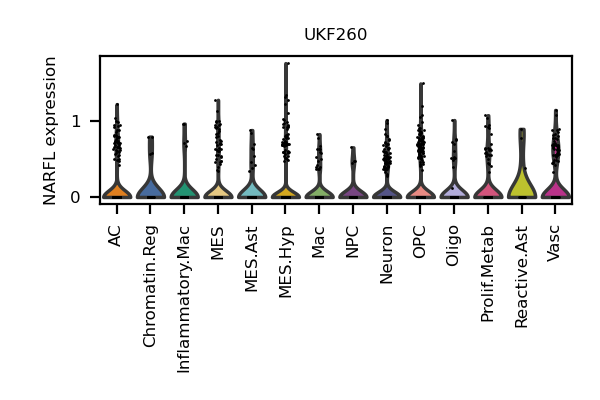 UKF260
NARFL expression
1
0
AC
Chromatin.Reg
Inflammatory.Mac
MES
MES.Ast
MES.Hyp
Mac
NPC
Neuron
OPC
Oligo
Prolif.Metab
Reactive.Ast
Vasc